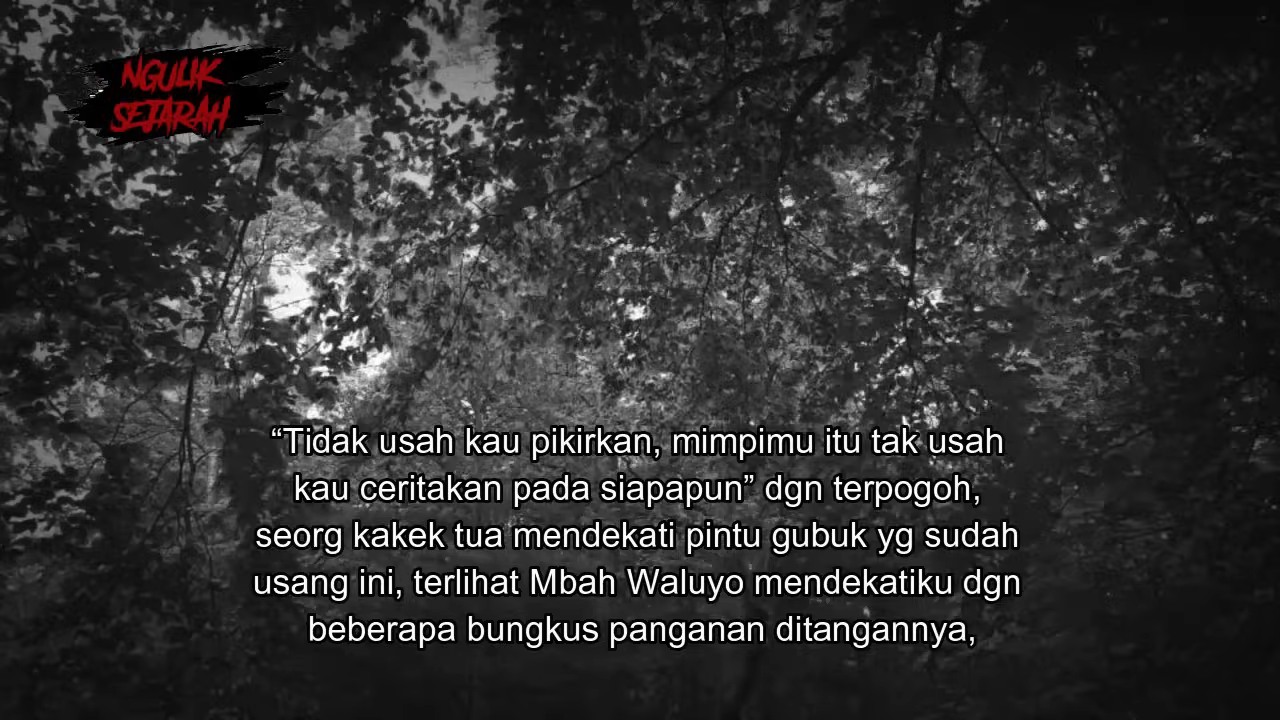 NGULIK
SEJARAH
“Tidak usah kau pikirkan, mimpimu itu tak usah
kau ceritakan pada siapapun” dgn terpogoh,
seorg kakek tua mendekati pintu gubuk yg sudah
usang ini, terlihat Mbah Waluyo mendekatiku dgn
beberapa bungkus panganan ditangannya,